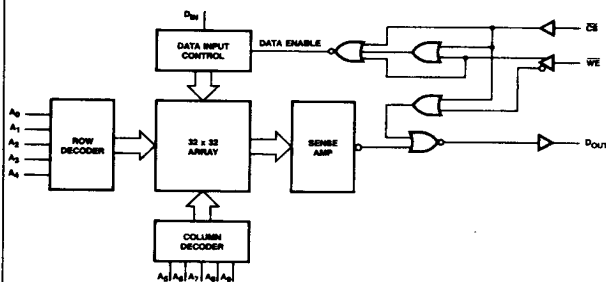 DIN
DATA INPUT
CONTROL
DATA ENABLE
CS
WE
A0
A1
A2
A3
A4
ROW
DECODER
32 x 32
ARRAY
SENSE
AMP
DOUT
COLUMN
DECODER
A5 A6 A7 A8 A9